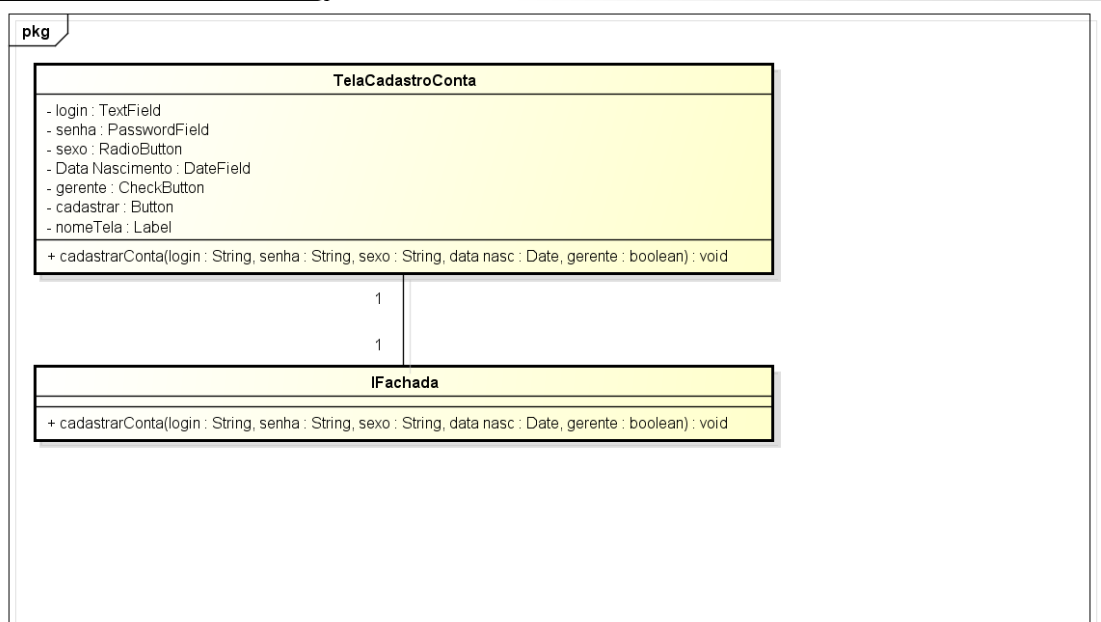 pkg
TelaCadastroConta
- login : TextField
- senha : PasswordField
- sexo : RadioButton
- Data Nascimento : DateField
- gerente : CheckButton
- cadastrar : Button
- nomeTela : Label
+ cadastrarConta(login : String, senha : String, sexo : String, data nasc : Date, gerente : boolean) : void
1
1
IFachada
+ cadastrarConta(login : String, senha : String, sexo : String, data nasc : Date, gerente : boolean) : void